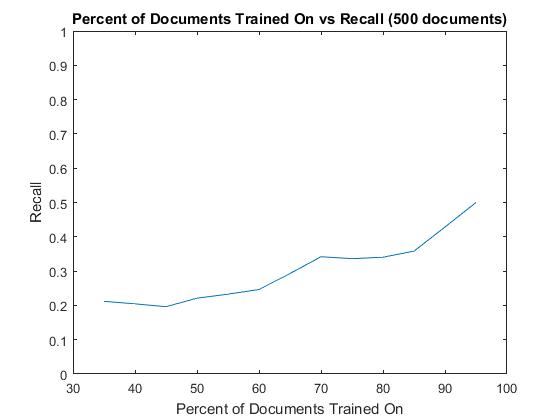 Percent of Documents Trained On vs Recall (500 documents)
1
0.9
0.8
0.7
0.6
0.5
0.4
0.3
0.2
0.1
0
Recall
30 40 50 60 70 80 90 100
Percent of Documents Trained On